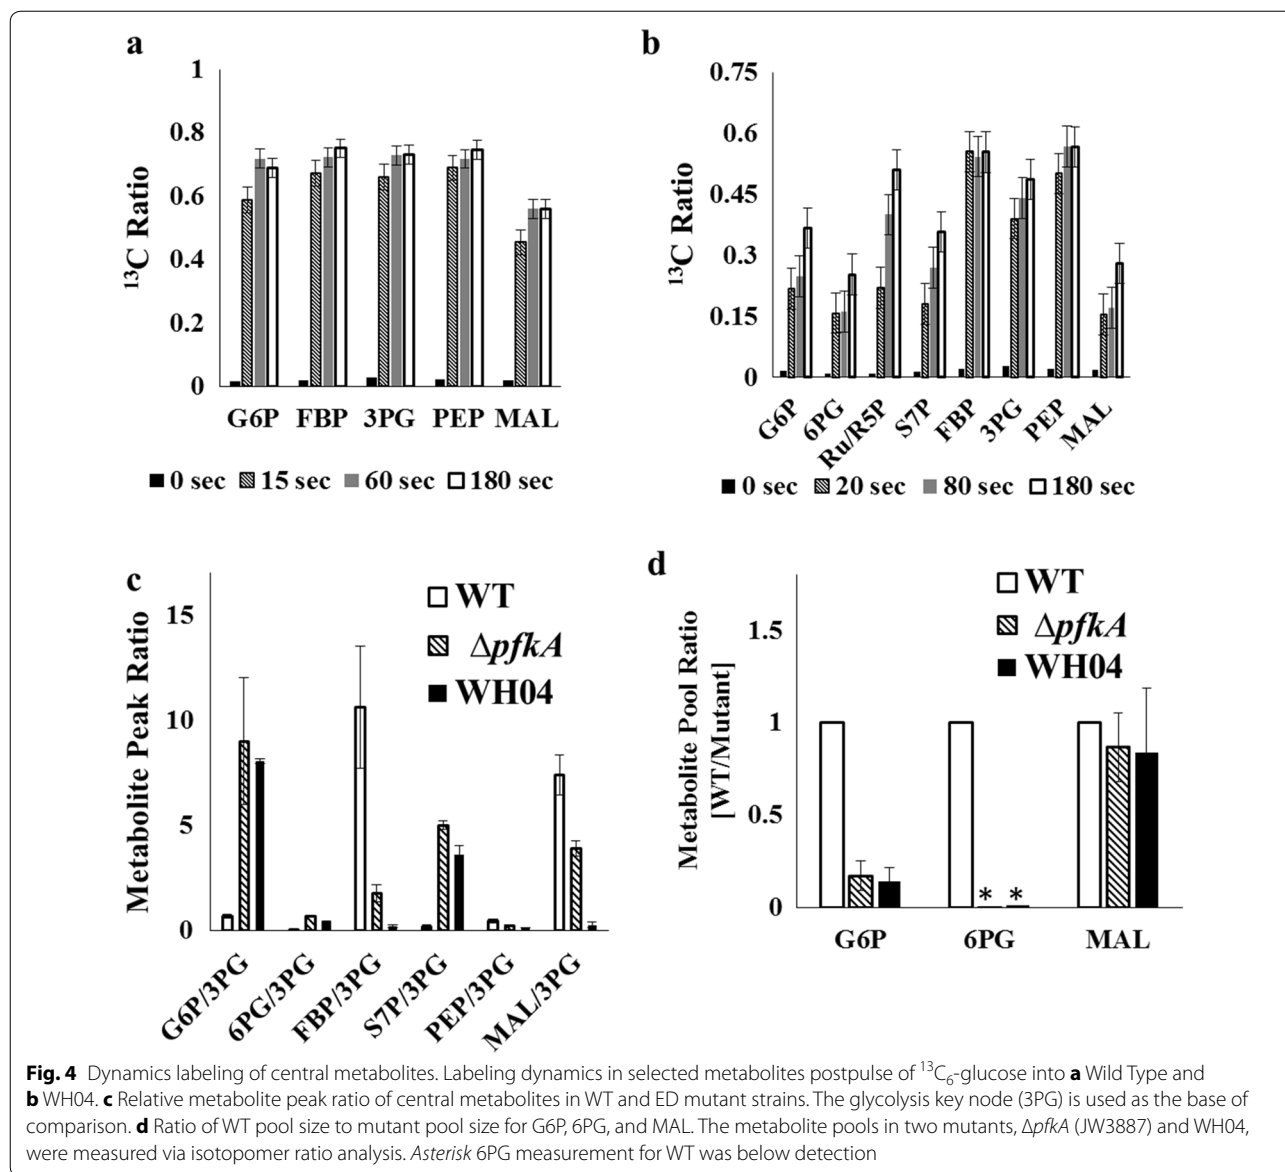 a
1
0.8
0.6
0.4
0.2
0
¹³C Ratio
G6P FBP 3PG PEP MAL
0 sec 15 sec 60 sec 180 sec
b
0.75
0.6
0.45
0.3
0.15
0
¹³C Ratio
G6P 6PG Ru/R5P S7P FBP 3PG PEP MAL
0 sec 20 sec 80 sec 180 sec
c
15
10
5
0
Metabolite Peak Ratio
WT
ΔpfkA
WH04
G6P/3PG 6PG/3PG FBP/3PG S7P/3PG PEP/3PG MAL/3PG
d
1.5
1
0.5
0
Metabolite Pool Ratio
[WT/Mutant]
WT
ΔpfkA
WH04
* *
G6P 6PG MAL
Fig. 4 Dynamics labeling of central metabolites. Labeling dynamics in selected metabolites postpulse of ¹³C₆-glucose into a Wild Type and
b WH04. c Relative metabolite peak ratio of central metabolites in WT and ED mutant strains. The glycolysis key node (3PG) is used as the base of
comparison. d Ratio of WT pool size to mutant pool size for G6P, 6PG, and MAL. The metabolite pools in two mutants, ΔpfkA (JW3887) and WH04,
were measured via isotopomer ratio analysis. Asterisk 6PG measurement for WT was below detection